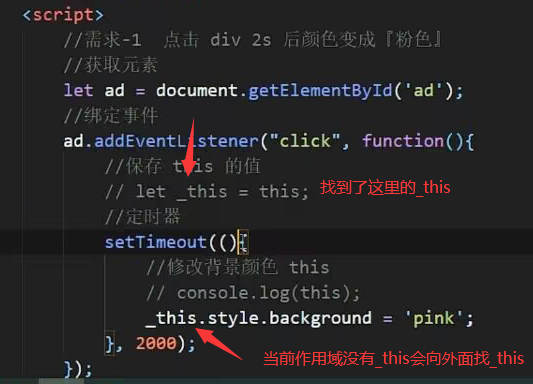 <script>
//需求-1 点击 div 2s 后颜色变成『粉色』
//获取元素
let ad = document.getElementById('ad');
//绑定事件
ad.addEventListener("click", function(){
//保存 this 的值
// let _this = this; 找到了这里的_this
//定时器
setTimeout((){
//修改背景颜色 this
// console.log(this);
_this.style.background = 'pink';
}, 2000); 当前作用域没有_this会向外面找_this
});